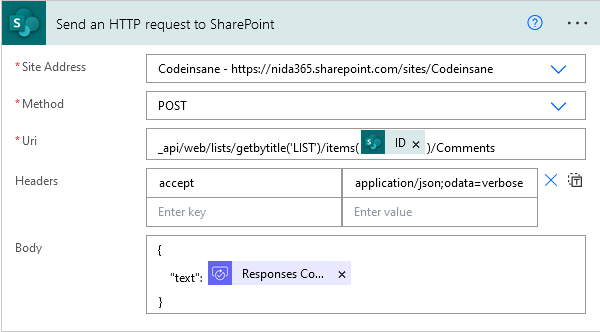 Send an HTTP request to SharePoint
* Site Address Codeinsane - https://nida365.sharepoint.com/sites/Codeinsane
* Method POST
* Uri _api/web/lists/getbytitle('LIST')/items( ID × )/Comments
Headers accept application/json;odata=verbose
Enter key Enter value
Body {
"text": Responses Co... ×
}